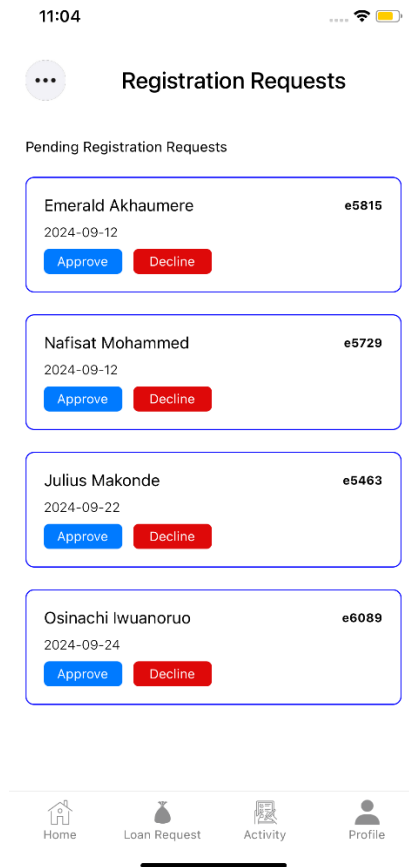 11:04
Registration Requests
Pending Registration Requests
Emerald Akhaumere e5815
2024-09-12
Approve Decline
Nafisat Mohammed e5729
2024-09-12
Approve Decline
Julius Makonde e5463
2024-09-22
Approve Decline
Osinachi Iwuanoruo e6089
2024-09-24
Approve Decline
Home Loan Request Activity Profile